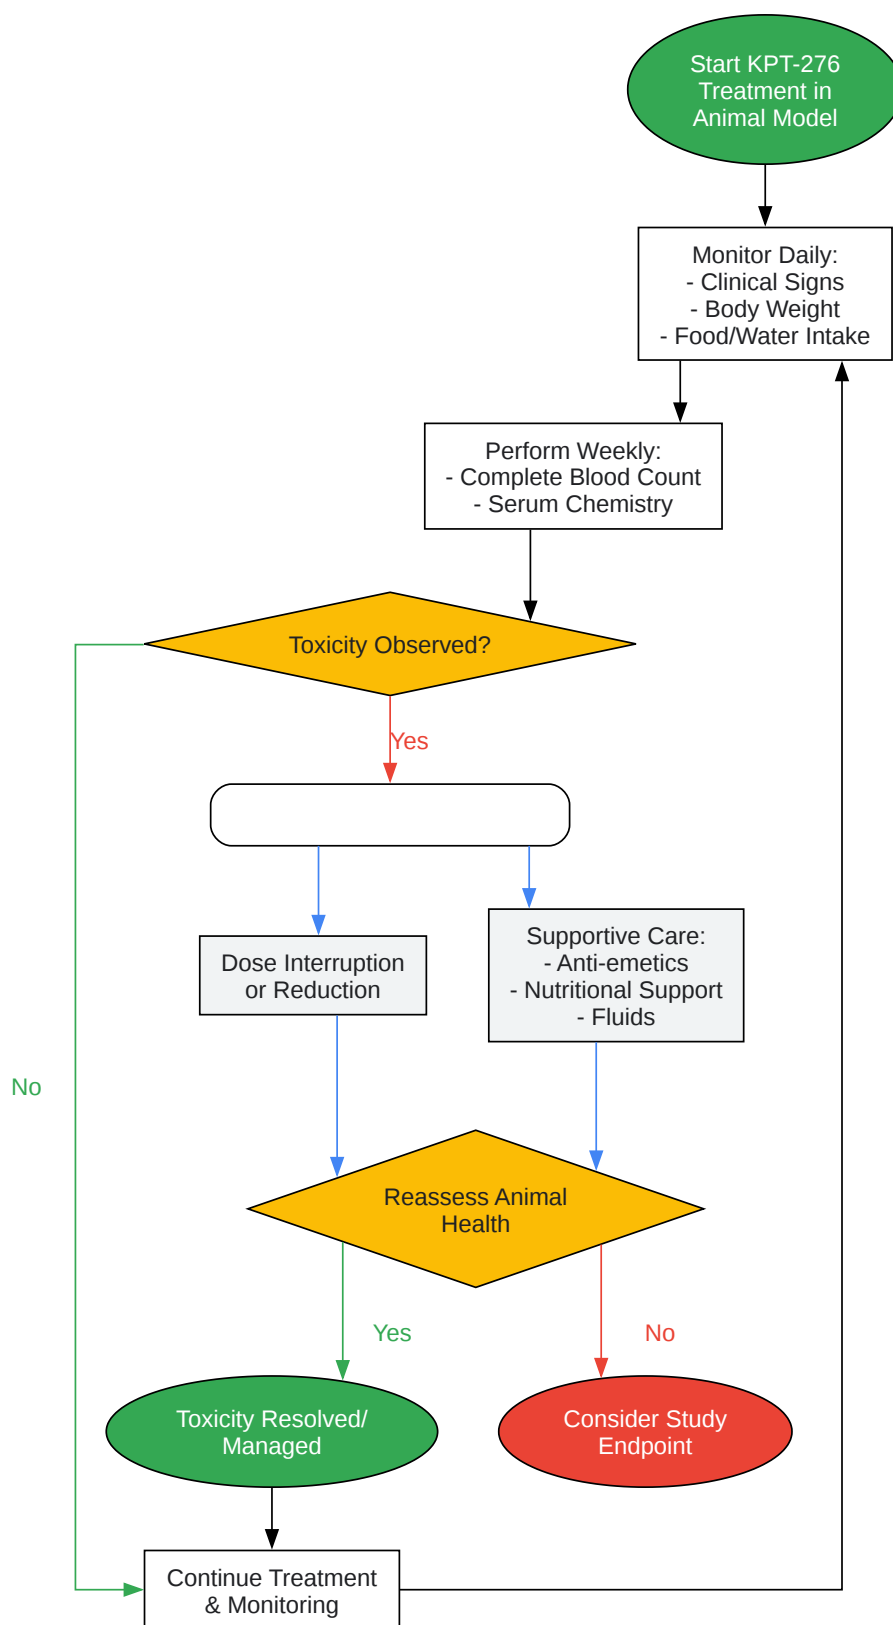 Start KPT-276
Treatment in
Animal Model
Monitor Daily:
- Clinical Signs
- Body Weight
- Food/Water Intake
Perform Weekly:
- Complete Blood Count
- Serum Chemistry
Toxicity Observed?
Yes
Dose Interruption
or Reduction
Supportive Care:
- Anti-emetics
- Nutritional Support
- Fluids
No
Reassess Animal
Health
Yes
No
Toxicity Resolved/
Managed
Consider Study
Endpoint
Continue Treatment
& Monitoring